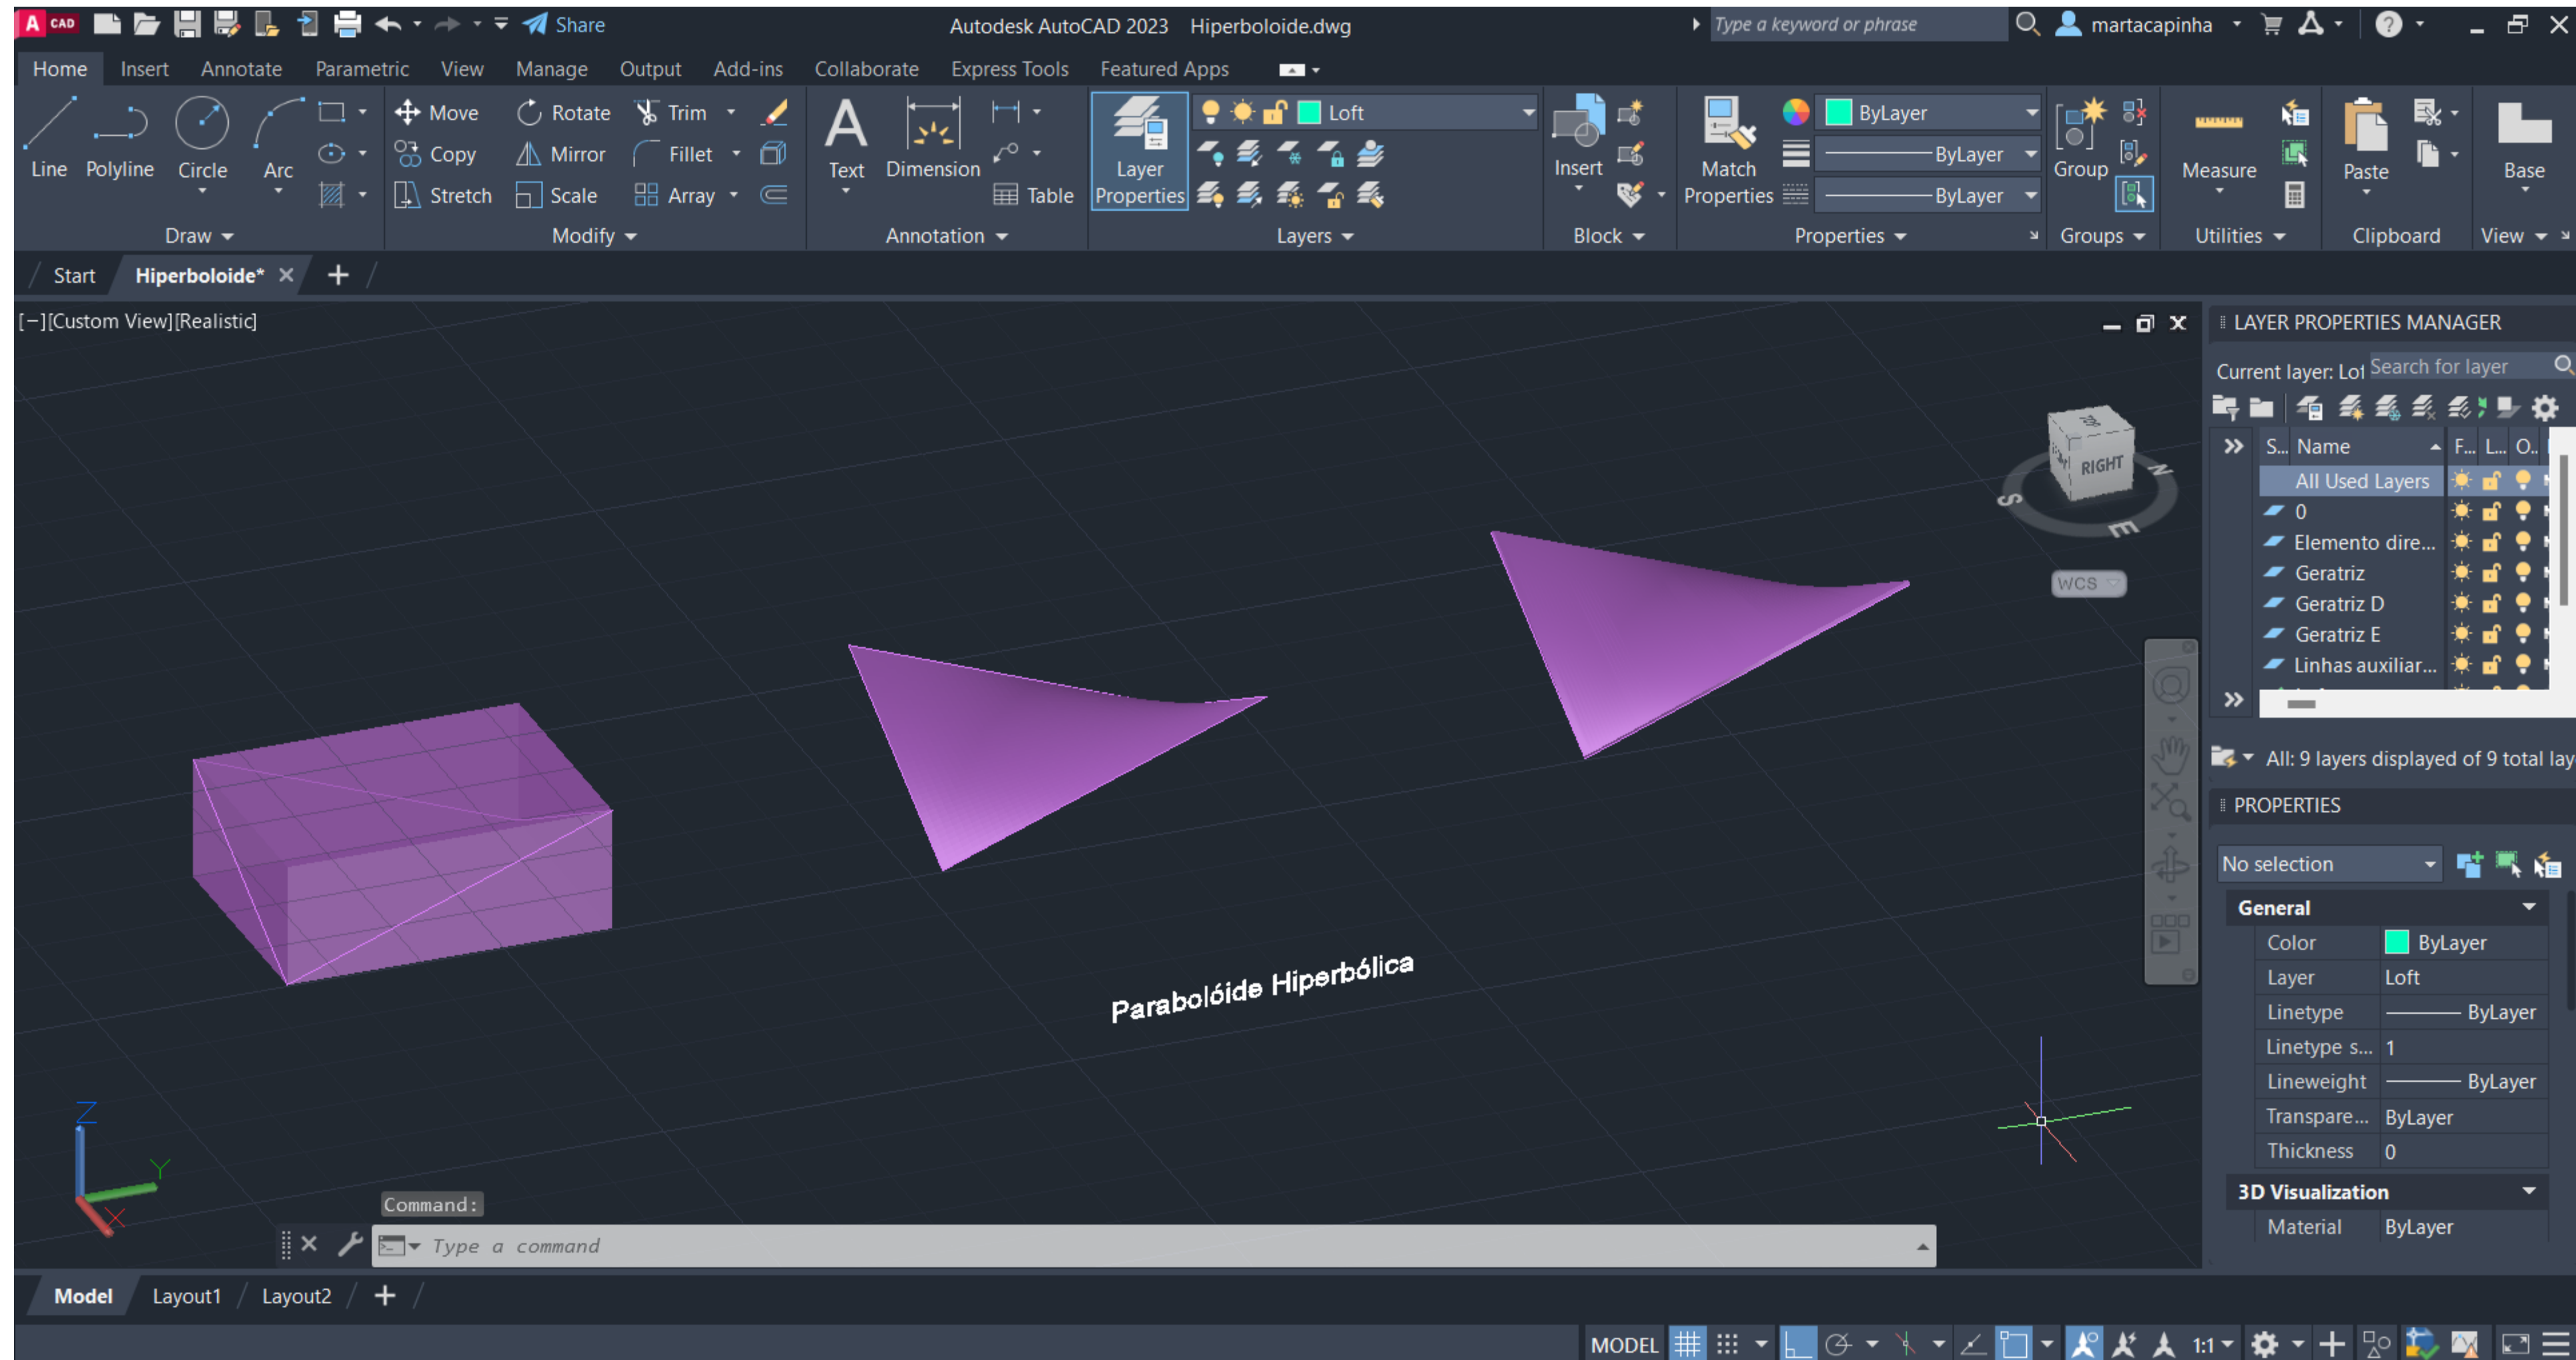 A CAD
Share
Autodesk AutoCAD 2023 Hiperboloide.dwg
Type a keyword or phrase
martacapinha
Home Insert Annotate Parametric View Manage Output Add-ins Collaborate Express Tools Featured Apps
Line Polyline Circle Arc
Move Rotate Trim
Copy Mirror Fillet
Stretch Scale Array
Text Dimension
Table
Layer Properties
Loft
Insert
Match Properties
ByLayer
ByLayer
ByLayer
Group
Measure
Paste
Base
Draw Modify Annotation Layers Block Properties Groups Utilities Clipboard View
Start Hiperboloide*
[−][Custom View][Realistic]
TOP
RIGHT
S E N
WCS
Parabolóide Hiperbólica
Z
Y
X
Command:
Type a command
LAYER PROPERTIES MANAGER
Current layer: Lof Search for layer
S... Name F... L... O..
All Used Layers
0
Elemento dire...
Geratriz
Geratriz D
Geratriz E
Linhas auxiliar...
All: 9 layers displayed of 9 total lay
PROPERTIES
No selection
General
Color ByLayer
Layer Loft
Linetype ByLayer
Linetype s... 1
Lineweight ByLayer
Transpare... ByLayer
Thickness 0
3D Visualization
Material ByLayer
Model Layout1 Layout2
MODEL
1:1